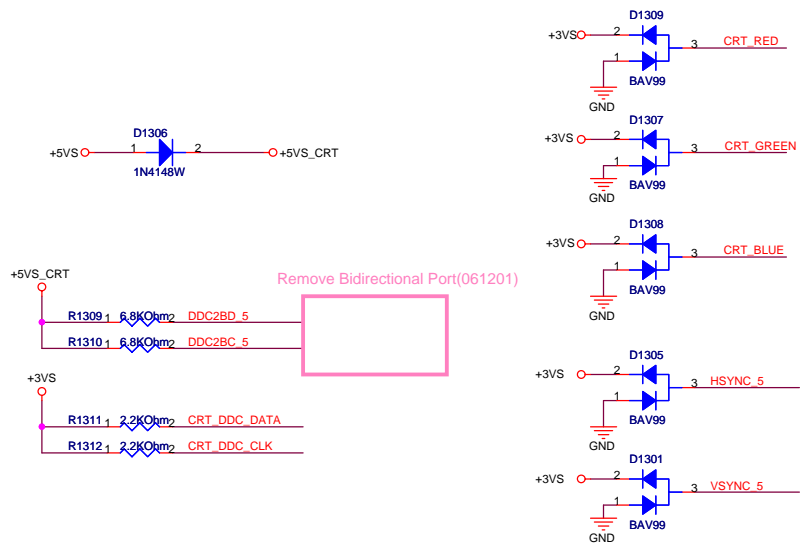 D1309
+3VS 2
3 CRT_RED
1
BAV99
GND
D1306
+5VS 1 2 +5VS_CRT
1N4148W
D1307
+3VS 2
3 CRT_GREEN
1
BAV99
GND
D1308
+3VS 2
3 CRT_BLUE
1
BAV99
GND
+5VS_CRT
Remove Bidirectional Port(061201)
R1309 1 6.8KOhm 2 DDC2BD_5
R1310 1 6.8KOhm 2 DDC2BC_5
+3VS
R1311 1 2.2KOhm 2 CRT_DDC_DATA
R1312 1 2.2KOhm 2 CRT_DDC_CLK
D1305
+3VS 2
3 HSYNC_5
1
BAV99
GND
D1301
+3VS 2
3 VSYNC_5
1
BAV99
GND